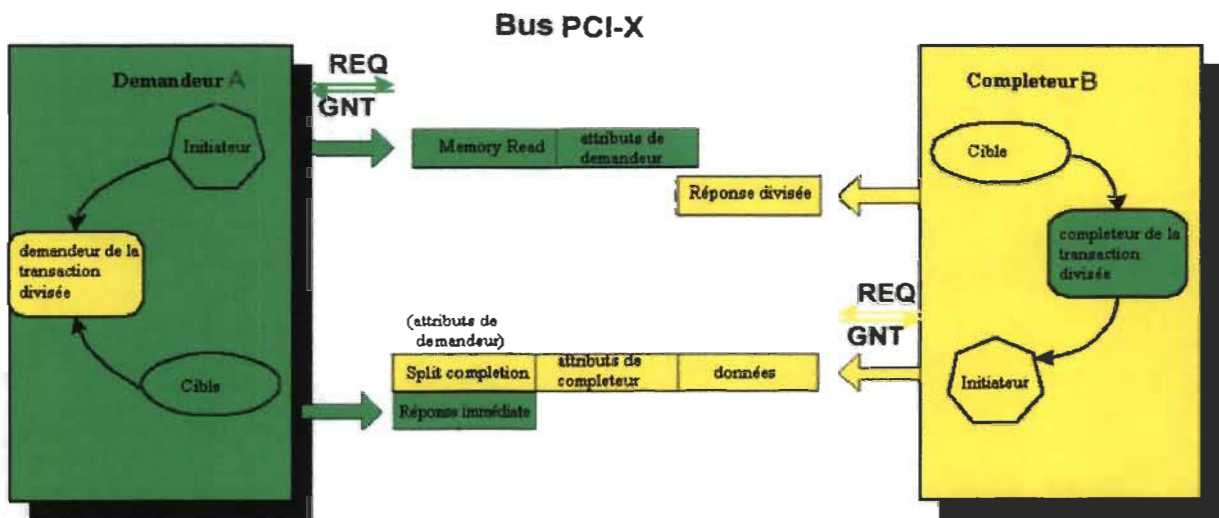 Bus PCI-X
Demandeur A
REQ
GNT
Completeur B
Initiateur
Memory Read
attributs de
demandeur
Cible
Réponse divisée
demandeur de la
transaction
divisée
completeur de la
transaction
divisée
REQ
GNT
(attributs de
demandeur)
Cible
Split completion
attributs de
completeur
données
Initiateur
Réponse immédiate